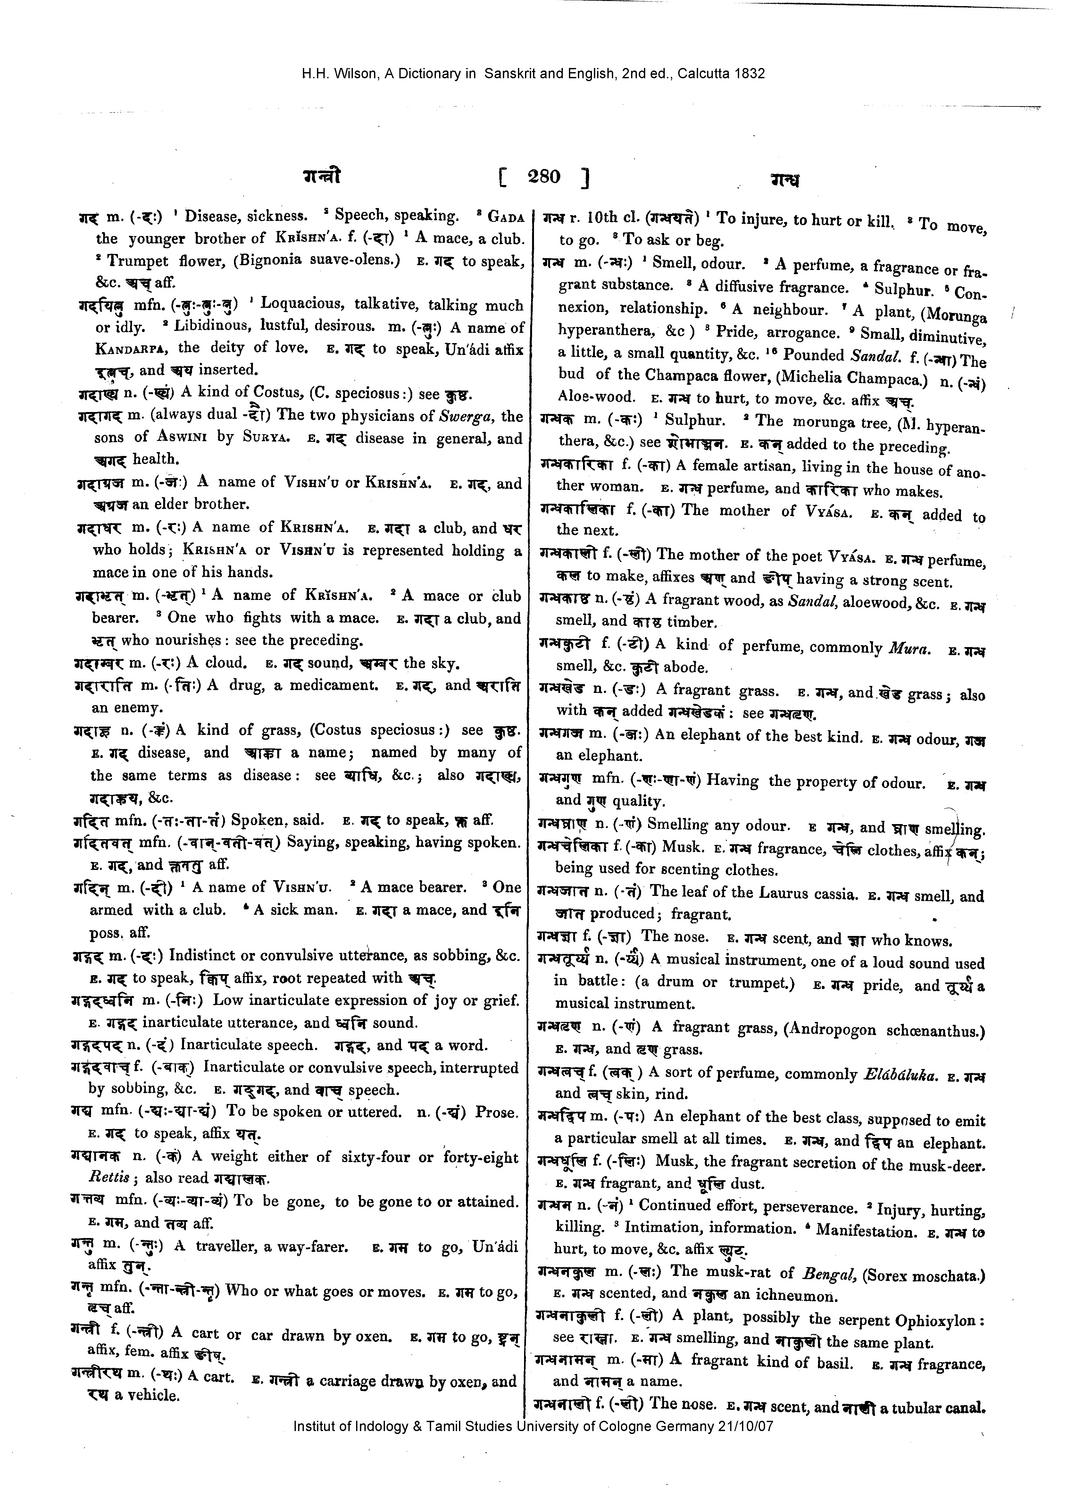 H.H. Wilson, A Dictionary in Sanskrit and English, 2nd ed., Calcutta 1832
गन्त्री [ 280 ] गन्ध
गद m. (-दः) ¹ Disease, sickness. ² Speech, speaking. ³ GADA
the younger brother of KRĬSHN'A. f. (-दा) ¹ A mace, a club.
² Trumpet flower, (Bignonia suave-olens.) E. गद् to speak,
&c. अच् aff.
गदयित्नु mfn. (-त्नुः-त्नुः-त्नु) ¹ Loquacious, talkative, talking much
or idly. ² Libidinous, lustful, desirous. m. (-त्नुः) A name of
KANDARPA, the deity of love. E. गद् to speak, Un'ádi affix
इत्नुच्, and अय inserted.
गदाख्य n. (-ख्यं) A kind of Costus, (C. speciosus:) see कुष्ठ.
गदागद m. (always dual -दौ) The two physicians of Swerga, the
sons of ASWINI by SURYA. E. गद disease in general, and
अगद health.
गदाग्रज m. (-जः) A name of VISHN'U or KRISHN'A. E. गद, and
अग्रज an elder brother.
गदाधर m. (-रः) A name of KRISHN'A. E. गदा a club, and धर
who holds; KRISHN'A or VISHN'U is represented holding a
mace in one of his hands.
गदाभृत् m. (-भृत्) ¹ A name of KRĬSHN'A. ² A mace or club
bearer. ³ One who fights with a mace. E. गदा a club, and
भृत् who nourishes: see the preceding.
गदाम्बर m. (-रः) A cloud. E. गद sound, अम्बर the sky.
गदाराति m. (-तिः) A drug, a medicament. E. गद, and अराति
an enemy.
गदाह्व n. (-ह्वं) A kind of grass, (Costus speciosus:) see कुष्ठ.
E. गद disease, and आह्वा a name; named by many of
the same terms as disease: see व्याधि, &c.; also गदाख्य,
गदाह्वय, &c.
गदित mfn. (-तः-ता-तं) Spoken, said. E. गद् to speak, क्त aff.
गदितवत् mfn. (-वान्-वती-वत्) Saying, speaking, having spoken.
E. गद्, and क्तवतु aff.
गदिन् m. (-दी) ¹ A name of VISHN'U. ² A mace bearer. ³ One
armed with a club. ⁴ A sick man. E. गदा a mace, and इनि
poss. aff.
गद्गद m. (-दः) Indistinct or convulsive utterance, as sobbing, &c.
E. गद् to speak, क्विप् affix, root repeated with अच्.
गद्गदध्वनि m. (-निः) Low inarticulate expression of joy or grief.
E. गद्गद inarticulate utterance, and ध्वनि sound.
गद्गदपद n. (-दं) Inarticulate speech. गद्गद, and पद a word.
गद्गदवाच् f. (-वाक्) Inarticulate or convulsive speech, interrupted
by sobbing, &c. E. गद्गद, and वाच् speech.
गद्य mfn. (-द्यः-द्या-द्यं) To be spoken or uttered. n. (-द्यं) Prose.
E. गद् to speak, affix यत्.
गद्यानक n. (-कं) A weight either of sixty-four or forty-eight
Rettis; also read गद्यालक.
गन्तव्य mfn. (-व्यः-व्या-व्यं) To be gone, to be gone to or attained.
E. गम, and तव्य aff.
गन्तु m. (-न्तुः) A traveller, a way-farer. E. गम to go, Un'ádi
affix तुन्.
गन्तृ mfn. (-न्ता-न्त्री-न्तृ) Who or what goes or moves. E. गम to go,
तृच् aff.
गन्त्री f. (-न्त्री) A cart or car drawn by oxen. E. गम to go, ष्ट्रन्
affix, fem. affix ङीष्.
गन्त्रीरथ m. (-थः) A cart. E. गन्त्री a carriage drawn by oxen, and
रथ a vehicle.
गन्ध r. 10th cl. (गन्धयते) ¹ To injure, to hurt or kill. ² To move,
to go. ³ To ask or beg.
गन्ध m. (-न्धः) ¹ Smell, odour. ² A perfume, a fragrance or fra-
grant substance. ³ A diffusive fragrance. ⁴ Sulphur. ⁵ Con-
nexion, relationship. ⁶ A neighbour. ⁷ A plant, (Morunga
hyperanthera, &c ) ⁸ Pride, arrogance. ⁹ Small, diminutive,
a little, a small quantity, &c. ¹⁰ Pounded Sandal. f. (-न्धा) The
bud of the Champaca flower, (Michelia Champaca.) n. (-न्धं)
Aloe-wood. E. गन्ध to hurt, to move, &c. affix अच्.
गन्धक m. (-कः) ¹ Sulphur. ² The morunga tree, (M. hyperan-
thera, &c.) see शोभाञ्जन. E. कन् added to the preceding.
गन्धकारिका f. (-का) A female artisan, living in the house of ano-
ther woman. E. गन्ध perfume, and कारिका who makes.
गन्धकालिका f. (-का) The mother of VYÁSA. E. कन् added to
the next.
गन्धकाली f. (-ली) The mother of the poet VYÁSA. E. गन्ध perfume,
कल to make, affixes अण् and ङीप् having a strong scent.
गन्धकाष्ठ n. (-ष्ठं) A fragrant wood, as Sandal, aloewood, &c. E. गन्ध
smell, and काष्ठ timber.
गन्धकुटी f. (-टी) A kind of perfume, commonly Mura. E. गन्ध
smell, &c. कुटी abode.
गन्धखेड n. (-डः) A fragrant grass. E. गन्ध, and खेड grass; also
with कन् added गन्धखेडकं: see गन्धतृण.
गन्धगज m. (-जः) An elephant of the best kind. E. गन्ध odour, गज
an elephant.
गन्धगुण mfn. (-णः-णा-णं) Having the property of odour. E. गन्ध
and गुण quality.
गन्धघ्राण n. (-णं) Smelling any odour. E गन्ध, and घ्राण smelling.
गन्धचेलिका f. (-का) Musk. E. गन्ध fragrance, चेलि clothes, affix कन्;
being used for scenting clothes.
गन्धजात n. (-तं) The leaf of the Laurus cassia. E. गन्ध smell, and
जात produced; fragrant.
गन्धज्ञा f. (-ज्ञा) The nose. E. गन्ध scent, and ज्ञा who knows.
गन्धतूर्य्य n. (-र्य्यं) A musical instrument, one of a loud sound used
in battle: (a drum or trumpet.) E. गन्ध pride, and तूर्य्य a
musical instrument.
गन्धतृण n. (-णं) A fragrant grass, (Andropogon schœnanthus.)
E. गन्ध, and तृण grass.
गन्धत्वच् f. (त्वक् ) A sort of perfume, commonly Elábáluka. E. गन्ध
and त्वच् skin, rind.
गन्धद्विप m. (-पः) An elephant of the best class, supposed to emit
a particular smell at all times. E. गन्ध, and द्विप an elephant.
गन्धधूलि f. (-लिः) Musk, the fragrant secretion of the musk-deer.
E. गन्ध fragrant, and धूलि dust.
गन्धन n. (-नं) ¹ Continued effort, perseverance. ² Injury, hurting,
killing. ³ Intimation, information. ⁴ Manifestation. E. गन्ध to
hurt, to move, &c. affix ल्युट्.
गन्धनकुल m. (-लः) The musk-rat of Bengal, (Sorex moschata.)
E. गन्ध scented, and नकुल an ichneumon.
गन्धनाकुली f. (-ली) A plant, possibly the serpent Ophioxylon:
see रास्ना. E. गन्ध smelling, and नाकुली the same plant.
गन्धनामन् m. (-मा) A fragrant kind of basil. E. गन्ध fragrance,
and नामन् a name.
गन्धनाली f. (-ली) The nose. E. गन्ध scent, and नाली a tubular canal.
Institut of Indology & Tamil Studies University of Cologne Germany 21/10/07